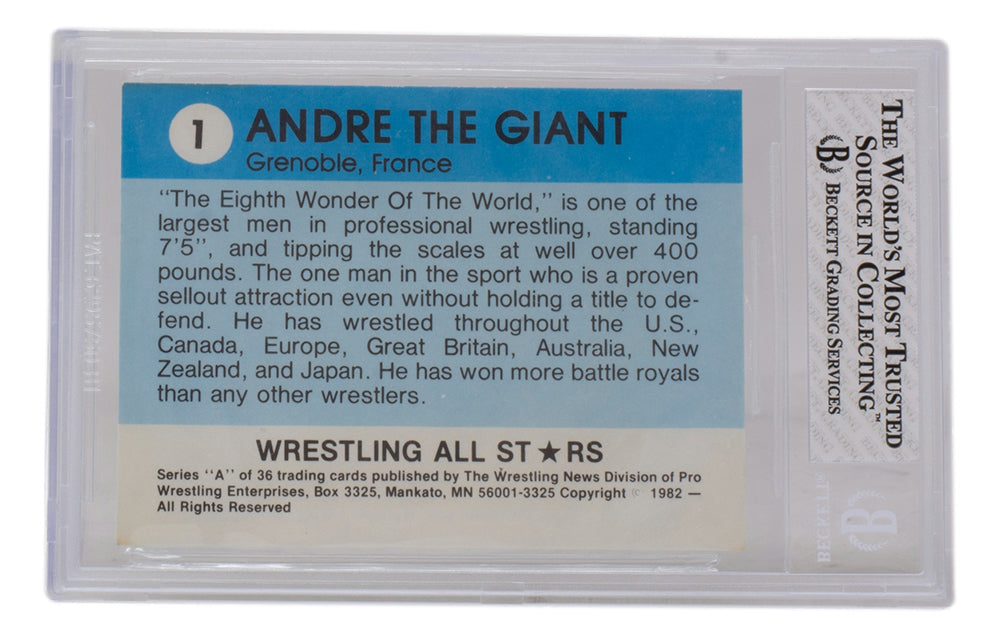 1
ANDRE THE GIANT
Grenoble, France
"The Eighth Wonder Of The World," is one of the
largest men in professional wrestling, standing
7'5", and tipping the scales at well over 400
pounds. The one man in the sport who is a proven
sellout attraction even without holding a title to de-
fend. He has wrestled throughout the U.S.,
Canada, Europe, Great Britain, Australia, New
Zealand, and Japan. He has won more battle royals
than any other wrestlers.
WRESTLING ALL ST★RS
Series "A" of 36 trading cards published by The Wrestling News Division of Pro
Wrestling Enterprises, Box 3325, Mankato, MN 56001-3325 Copyright © 1982 —
All Rights Reserved
THE WORLD'S MOST TRUSTED
SOURCE IN COLLECTING™
B BECKETT GRADING SERVICES
BECKETT
B